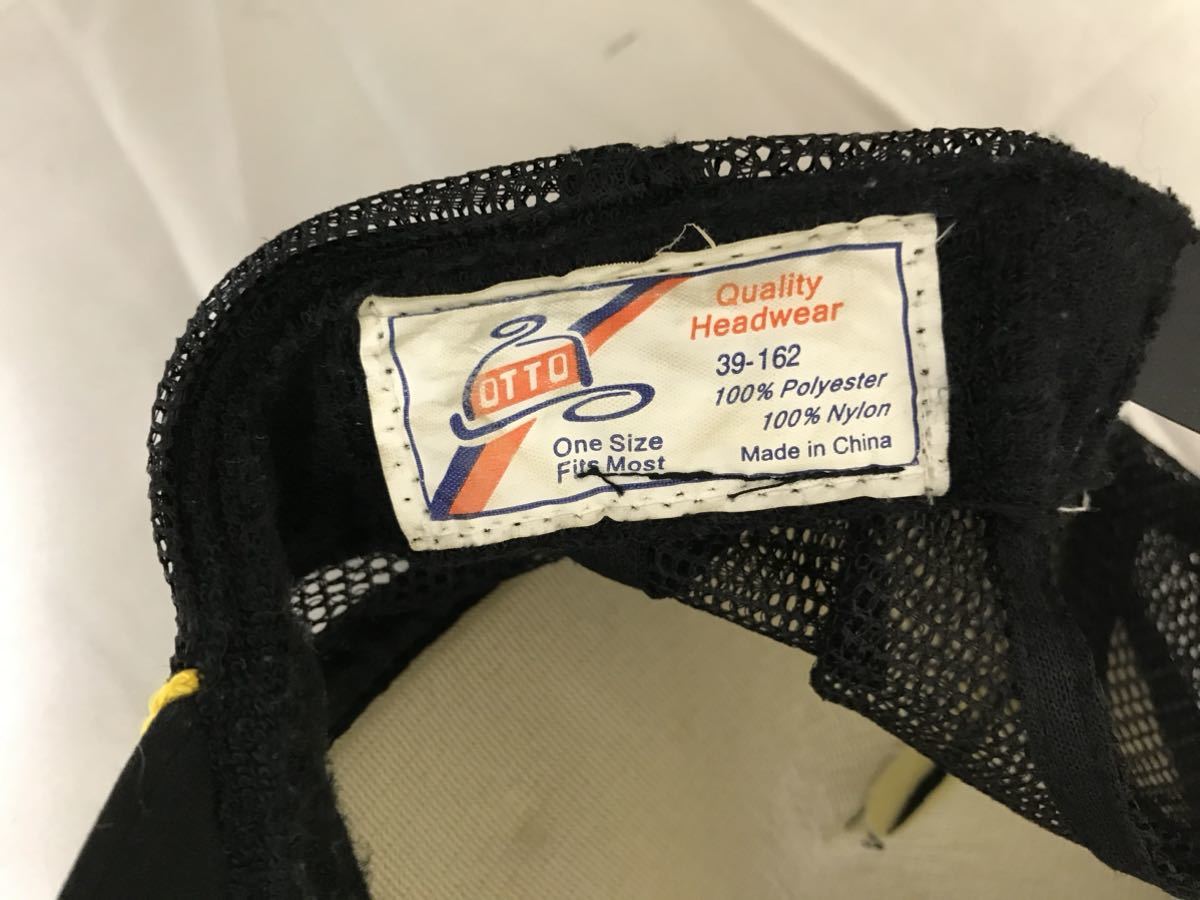 OTTO
One Size
Fits Most
Quality
Headwear
39-162
100% Polyester
100% Nylon
Made in China